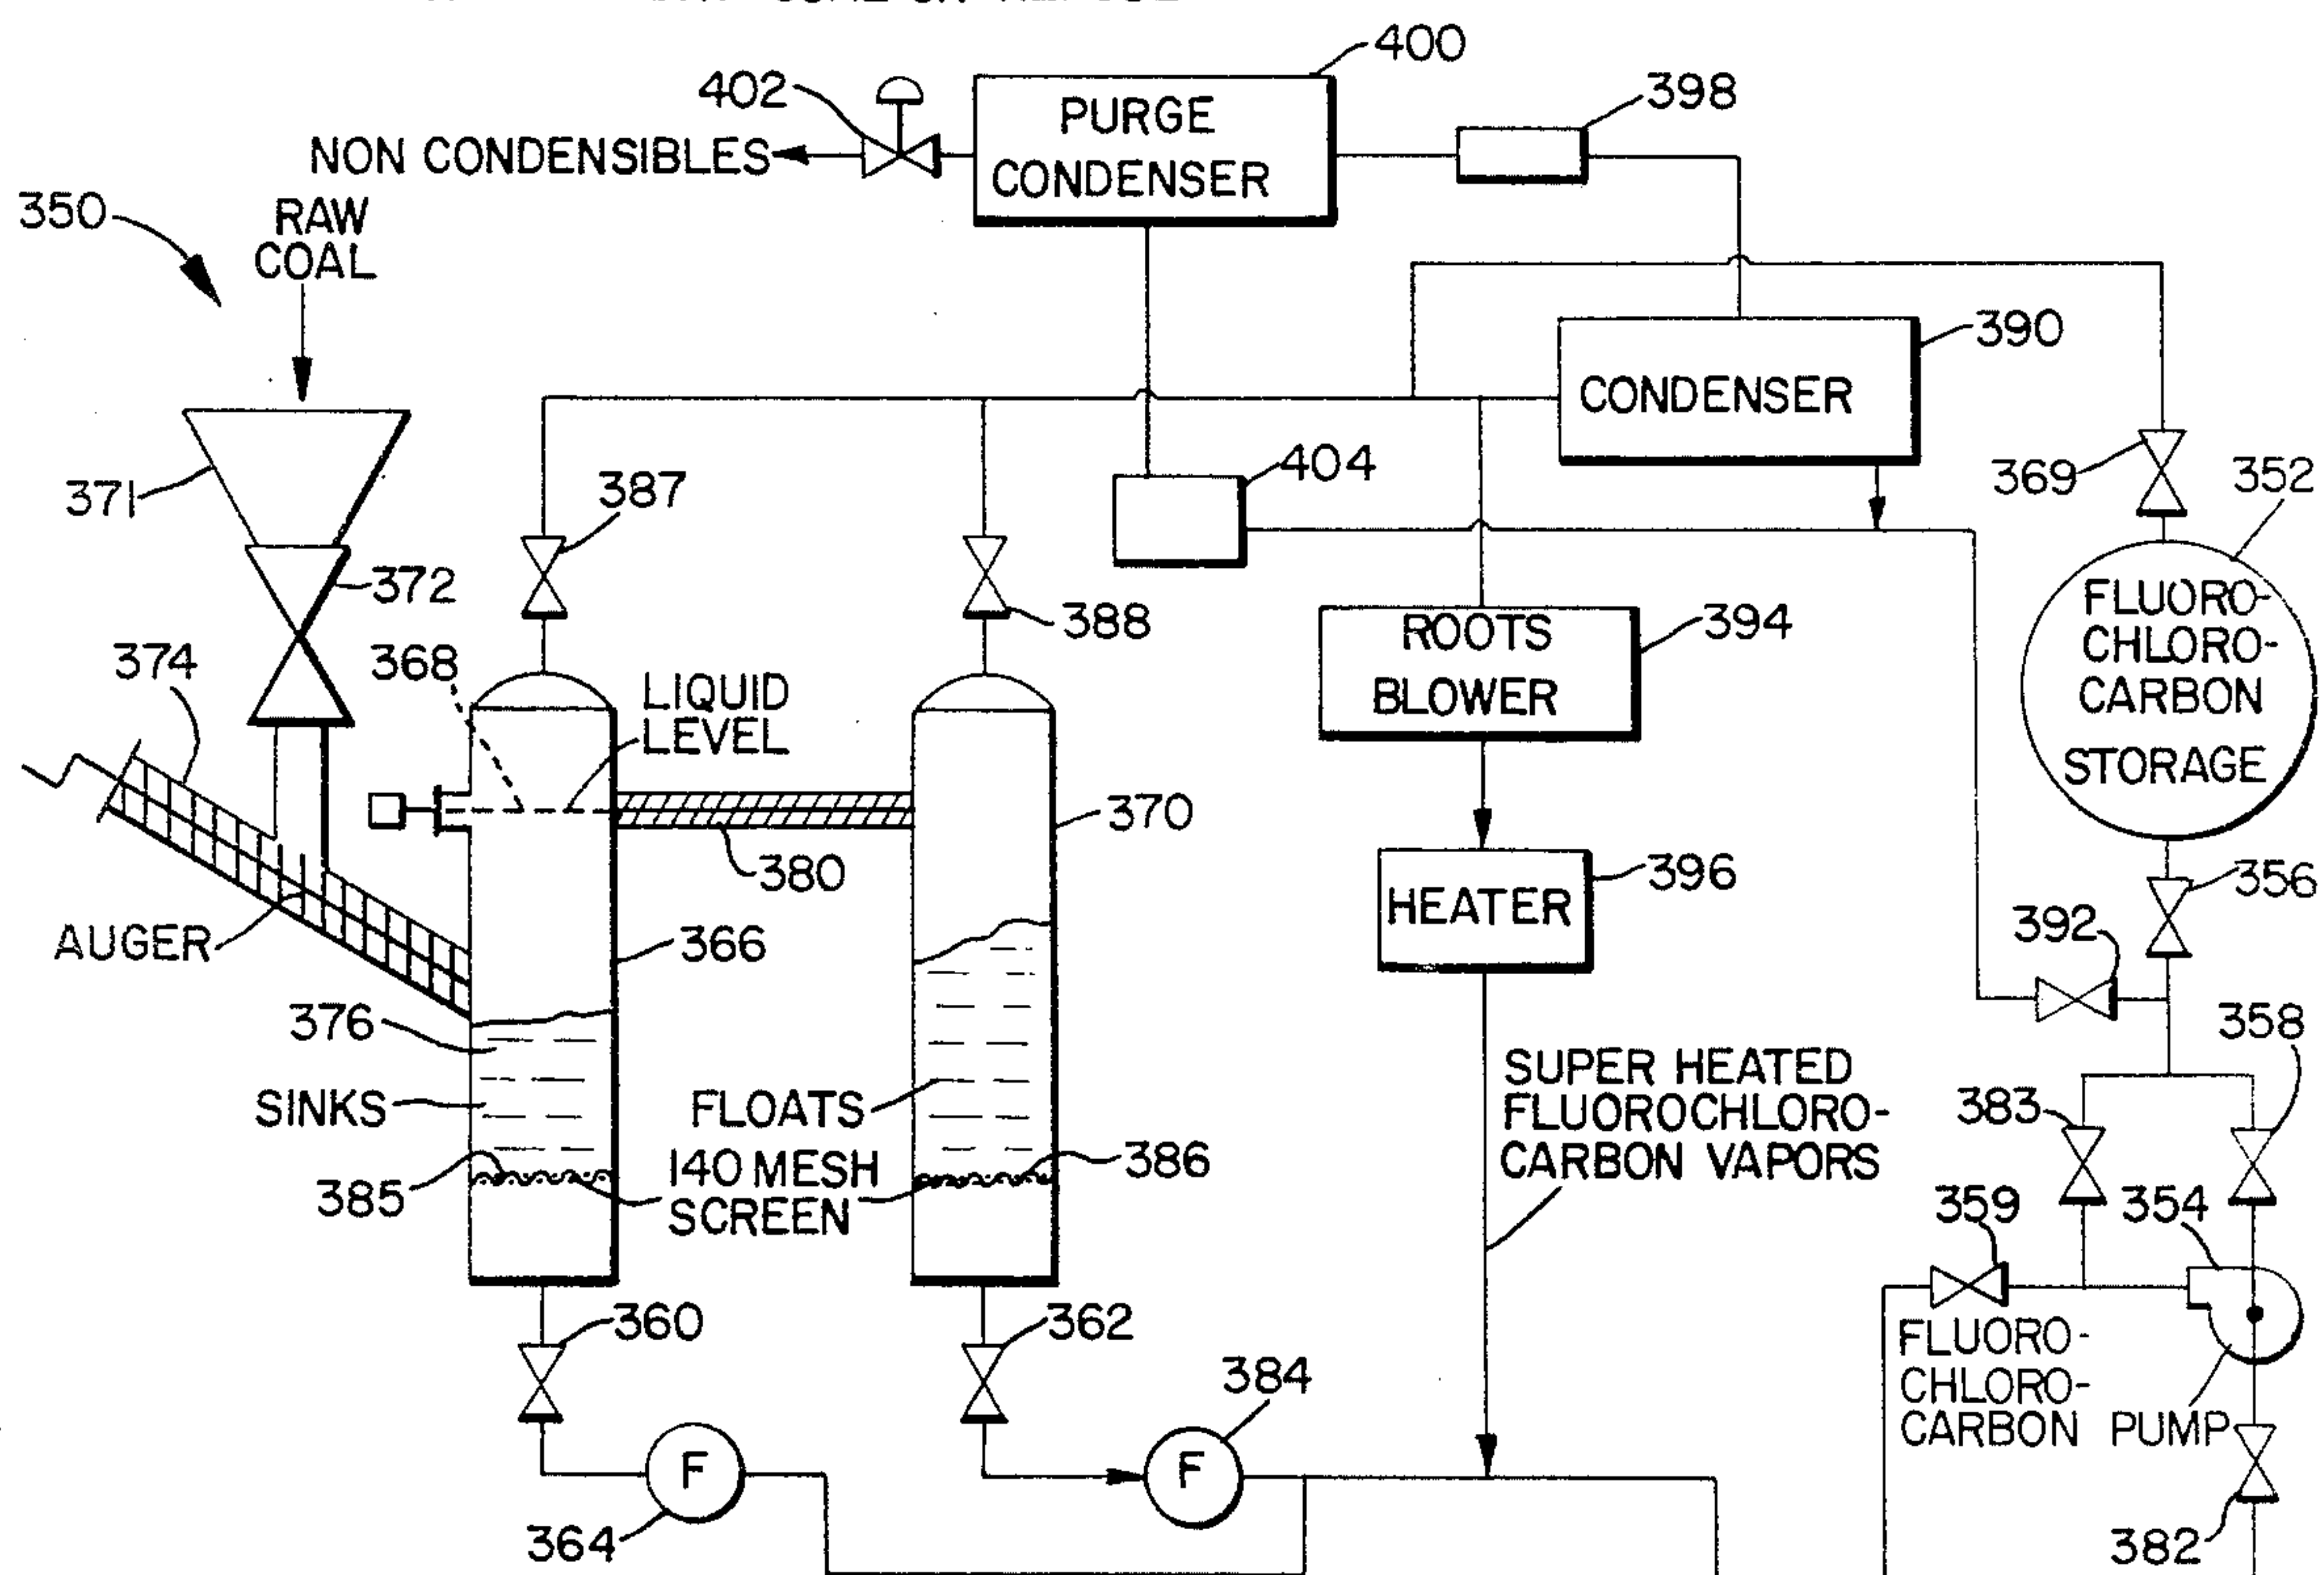 400
402
PURGE
CONDENSER
398
NON CONDENSIBLES
350
RAW
COAL
390
CONDENSER
371
387
404
369
352
372
388
ROOTS
BLOWER
394
FLUORO-
CHLORO-
CARBON
STORAGE
374
368
LIQUID
LEVEL
370
380
HEATER
396
356
AUGER
366
392
376
358
SINKS
FLOATS
SUPER HEATED
FLUOROCHLORO-
CARBON VAPORS
383
385
140 MESH
SCREEN
386
359
354
360
362
FLUORO-
CHLORO-
CARBON PUMP
384
F
F
364
382